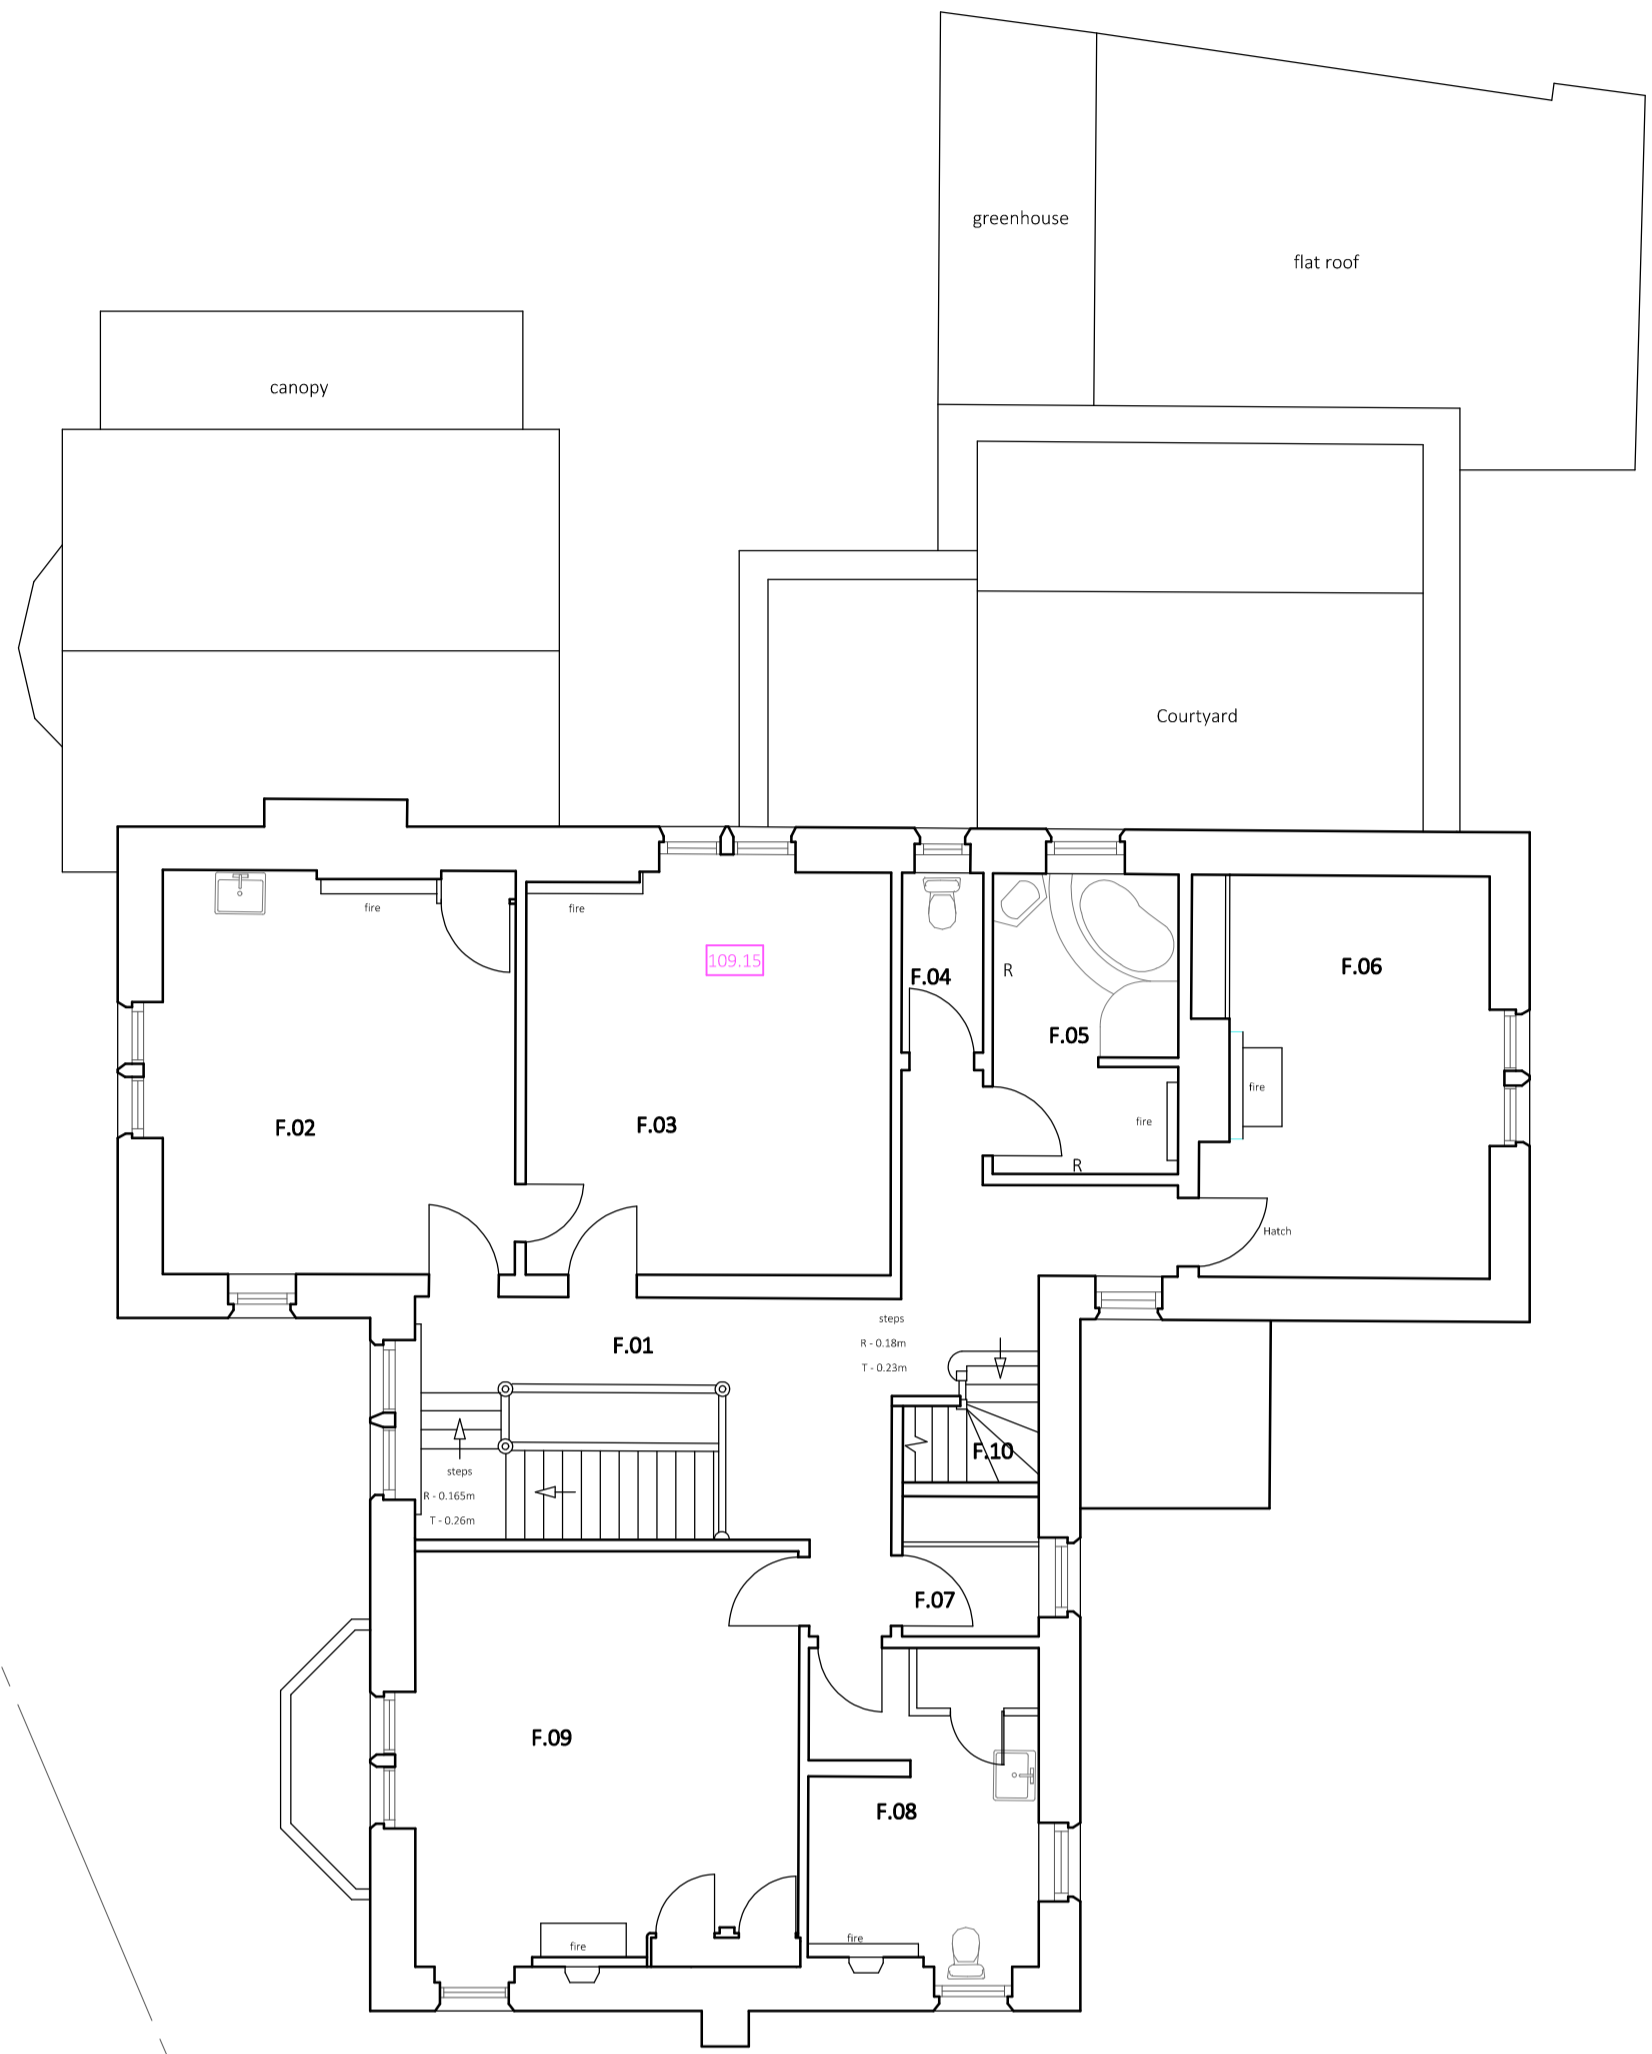 greenhouse
flat roof
canopy
Courtyard
fire
fire
109.15
F.04
R
F.06
F.05
fire
fire
F.02
F.03
R
Hatch
F.01
steps
R - 0.18m
T - 0.23m
F.10
steps
R - 0.165m
T - 0.26m
F.07
F.09
F.08
fire
fire